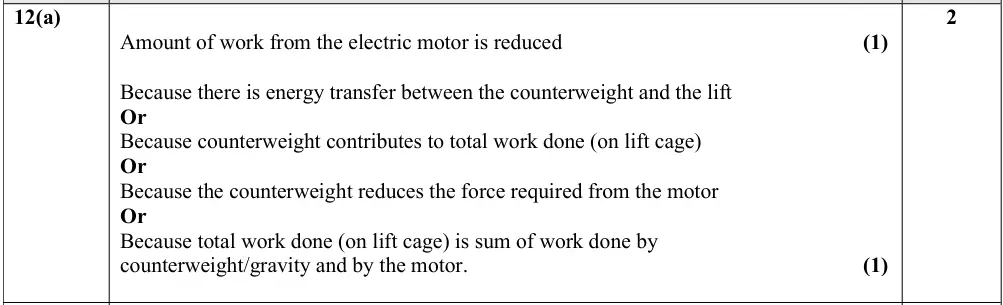 12(a)
2
Amount of work from the electric motor is reduced (1)
Because there is energy transfer between the counterweight and the lift
Or
Because counterweight contributes to total work done (on lift cage)
Or
Because the counterweight reduces the force required from the motor
Or
Because total work done (on lift cage) is sum of work done by
counterweight/gravity and by the motor. (1)